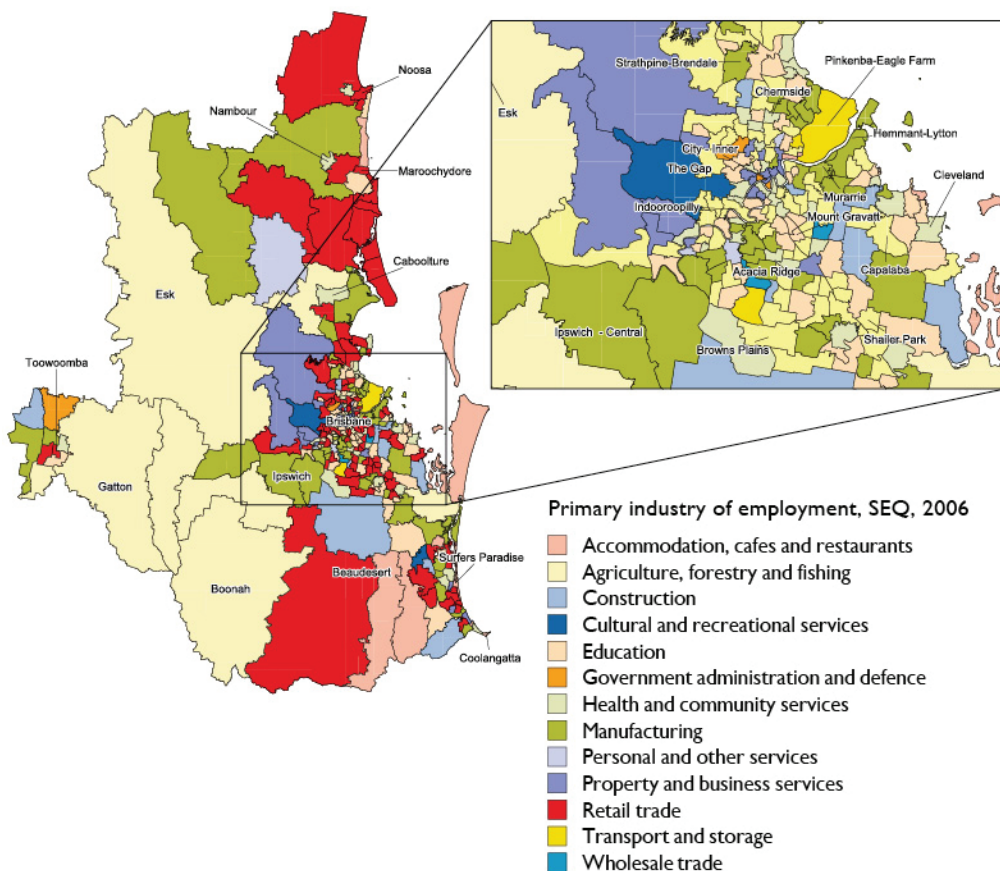 Noosa
Nambour
Maroochydore
Caboolture
Esk
Toowoomba
Brisbane
Gatton
Ipswich
Surfers Paradise
Beaudesert
Boonah
Coolangatta
Strathpine-Brendale
Pinkenba-Eagle Farm
Chermside
Esk
Hemmant-Lytton
City - Inner
The Gap
Cleveland
Murarrie
Indooroopilly
Mount Gravatt
Acacia Ridge
Capalaba
Ipswich - Central
Shailer Park
Browns Plains
Primary industry of employment, SEQ, 2006
Accommodation, cafes and restaurants
Agriculture, forestry and fishing
Construction
Cultural and recreational services
Education
Government administration and defence
Health and community services
Manufacturing
Personal and other services
Property and business services
Retail trade
Transport and storage
Wholesale trade